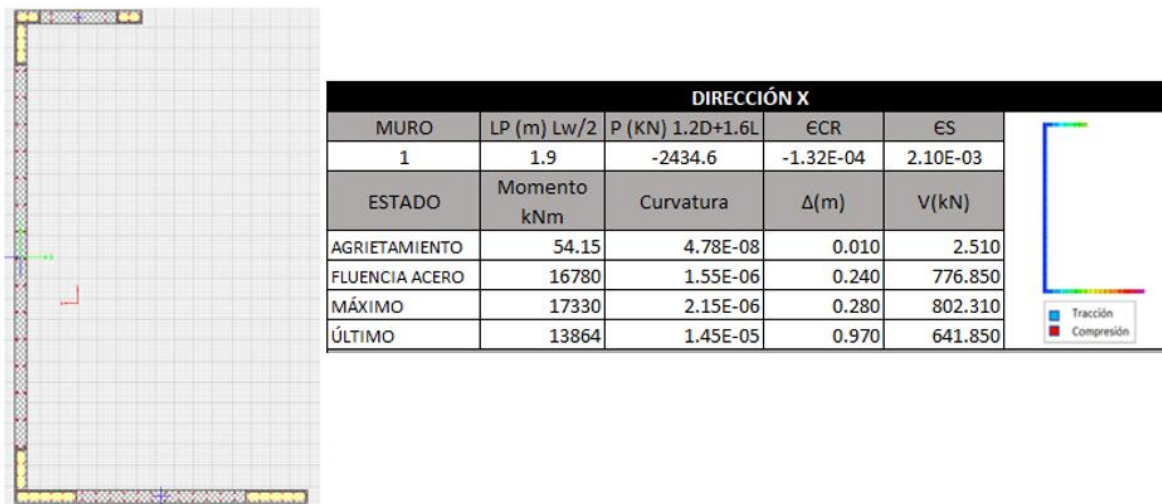 DIRECCIÓN X
MURO LP (m) Lw/2 P (KN) 1.2D+1.6L ЄCR ЄS
1 1.9 -2434.6 -1.32E-04 2.10E-03
ESTADO Momento kNm Curvatura Δ(m) V(kN)
AGRIETAMIENTO 54.15 4.78E-08 0.010 2.510
FLUENCIA ACERO 16780 1.55E-06 0.240 776.850
MÁXIMO 17330 2.15E-06 0.280 802.310
ÚLTIMO 13864 1.45E-05 0.970 641.850
Tracción
Compresión